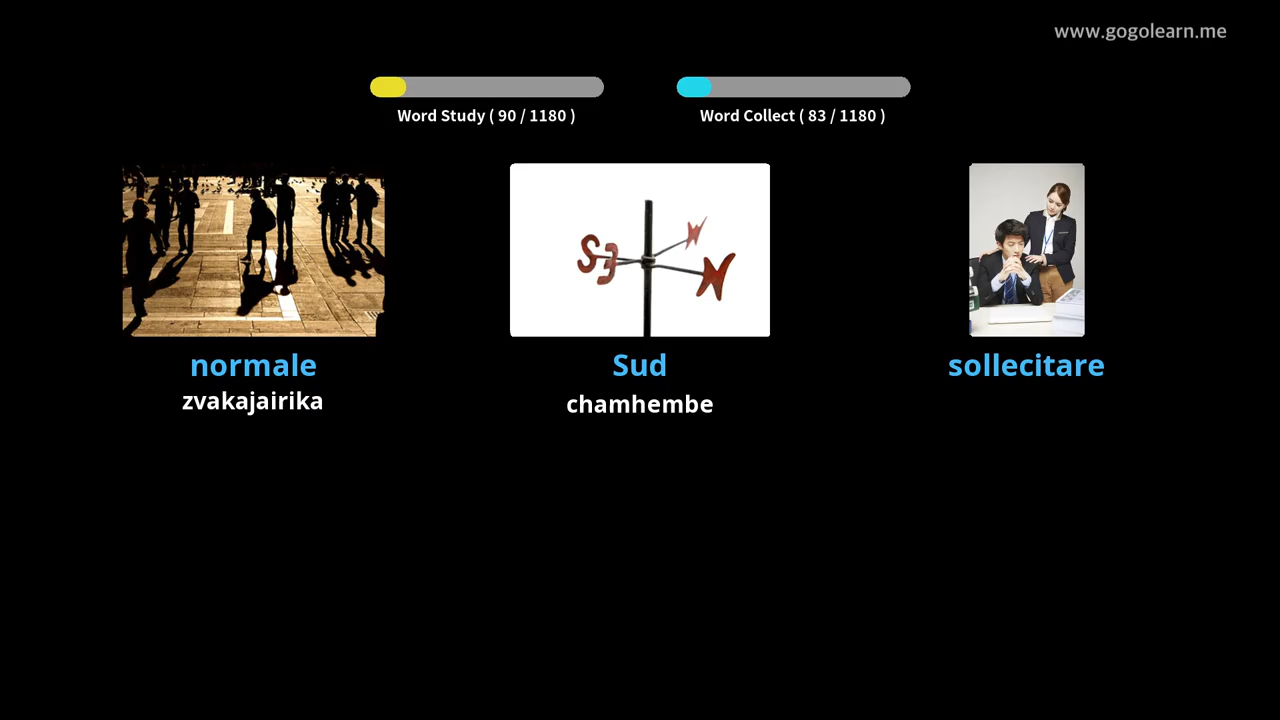 www.gogolearn.me
Word Study ( 90 / 1180 )
Word Collect ( 83 / 1180 )
normale
zvakajairika
Sud
chamhembe
sollecitare